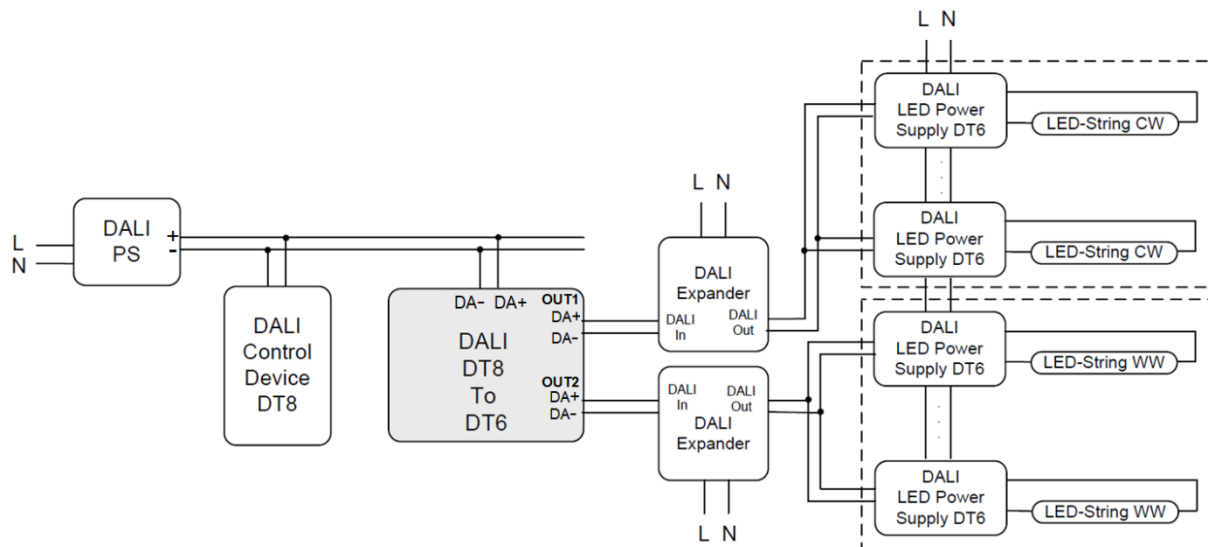 L N
DALI
LED Power
Supply DT6
LED-String CW
L N
DALI
PS
+
-
L
N
DALI
LED Power
Supply DT6
LED-String CW
DALI
Expander
DALI
In
DALI
Out
DALI
Control
Device
DT8
DA- DA+
OUT1
DA+
DA-
DALI
DT8
To
DT6
OUT2
DA+
DA-
DALI
In
DALI
Out
DALI
Expander
L N
DALI
LED Power
Supply DT6
LED-String WW
DALI
LED Power
Supply DT6
LED-String WW